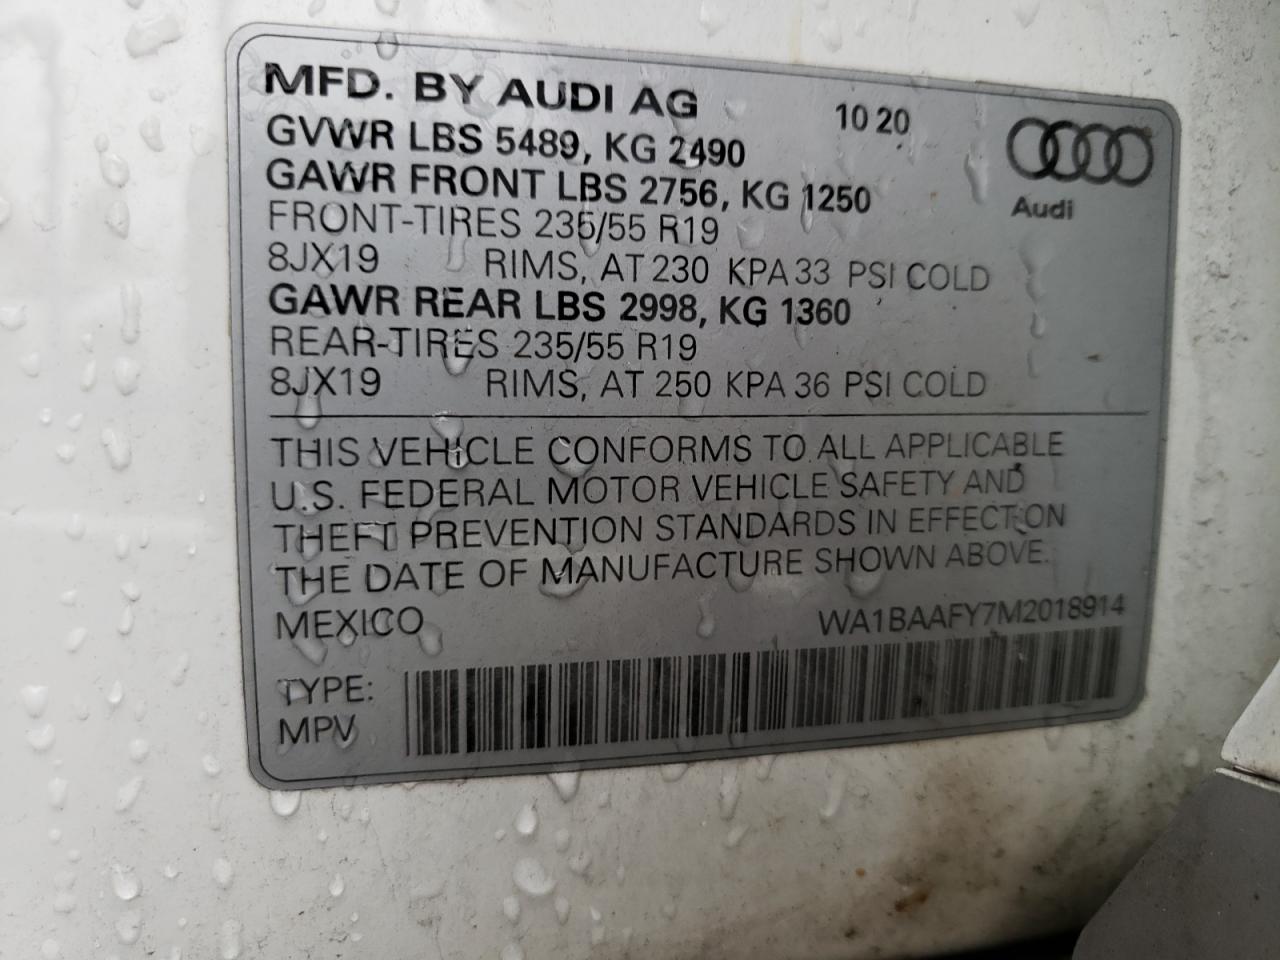 MFD. BY AUDI AG 10 20
GVWR LBS 5489, KG 2490
GAWR FRONT LBS 2756, KG 1250
Audi
FRONT-TIRES 235/55 R19
8JX19 RIMS, AT 230 KPA 33 PSI COLD
GAWR REAR LBS 2998, KG 1360
REAR-TIRES 235/55 R19
8JX19 RIMS, AT 250 KPA 36 PSI COLD
THIS VEHICLE CONFORMS TO ALL APPLICABLE
U.S. FEDERAL MOTOR VEHICLE SAFETY AND
THEFT PREVENTION STANDARDS IN EFFECT ON
THE DATE OF MANUFACTURE SHOWN ABOVE.
MEXICO WA1BAAFY7M2018914
TYPE:
MPV